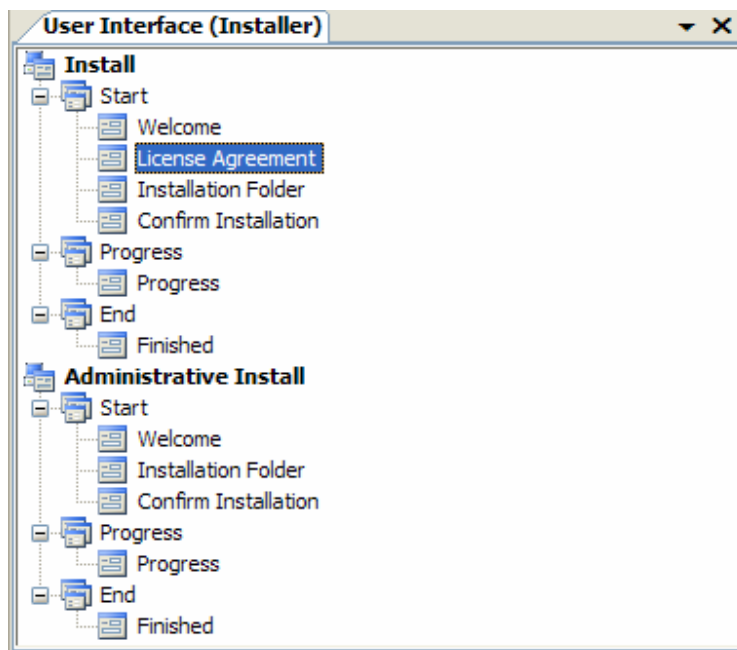 User Interface (Installer)
Install
Start
Welcome
License Agreement
Installation Folder
Confirm Installation
Progress
Progress
End
Finished
Administrative Install
Start
Welcome
Installation Folder
Confirm Installation
Progress
Progress
End
Finished